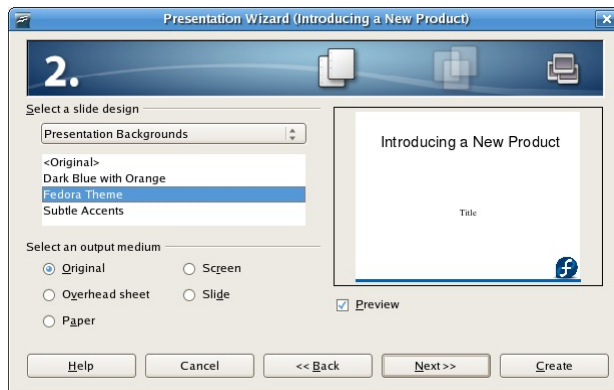 Presentation Wizard (Introducing a New Product)
2.
Select a slide design
Presentation Backgrounds
<Original>
Dark Blue with Orange
Fedora Theme
Subtle Accents
Introducing a New Product
Title
Select an output medium
Original
Screen
Overhead sheet
Slide
Paper
Preview
Help
Cancel
<< Back
Next >>
Create